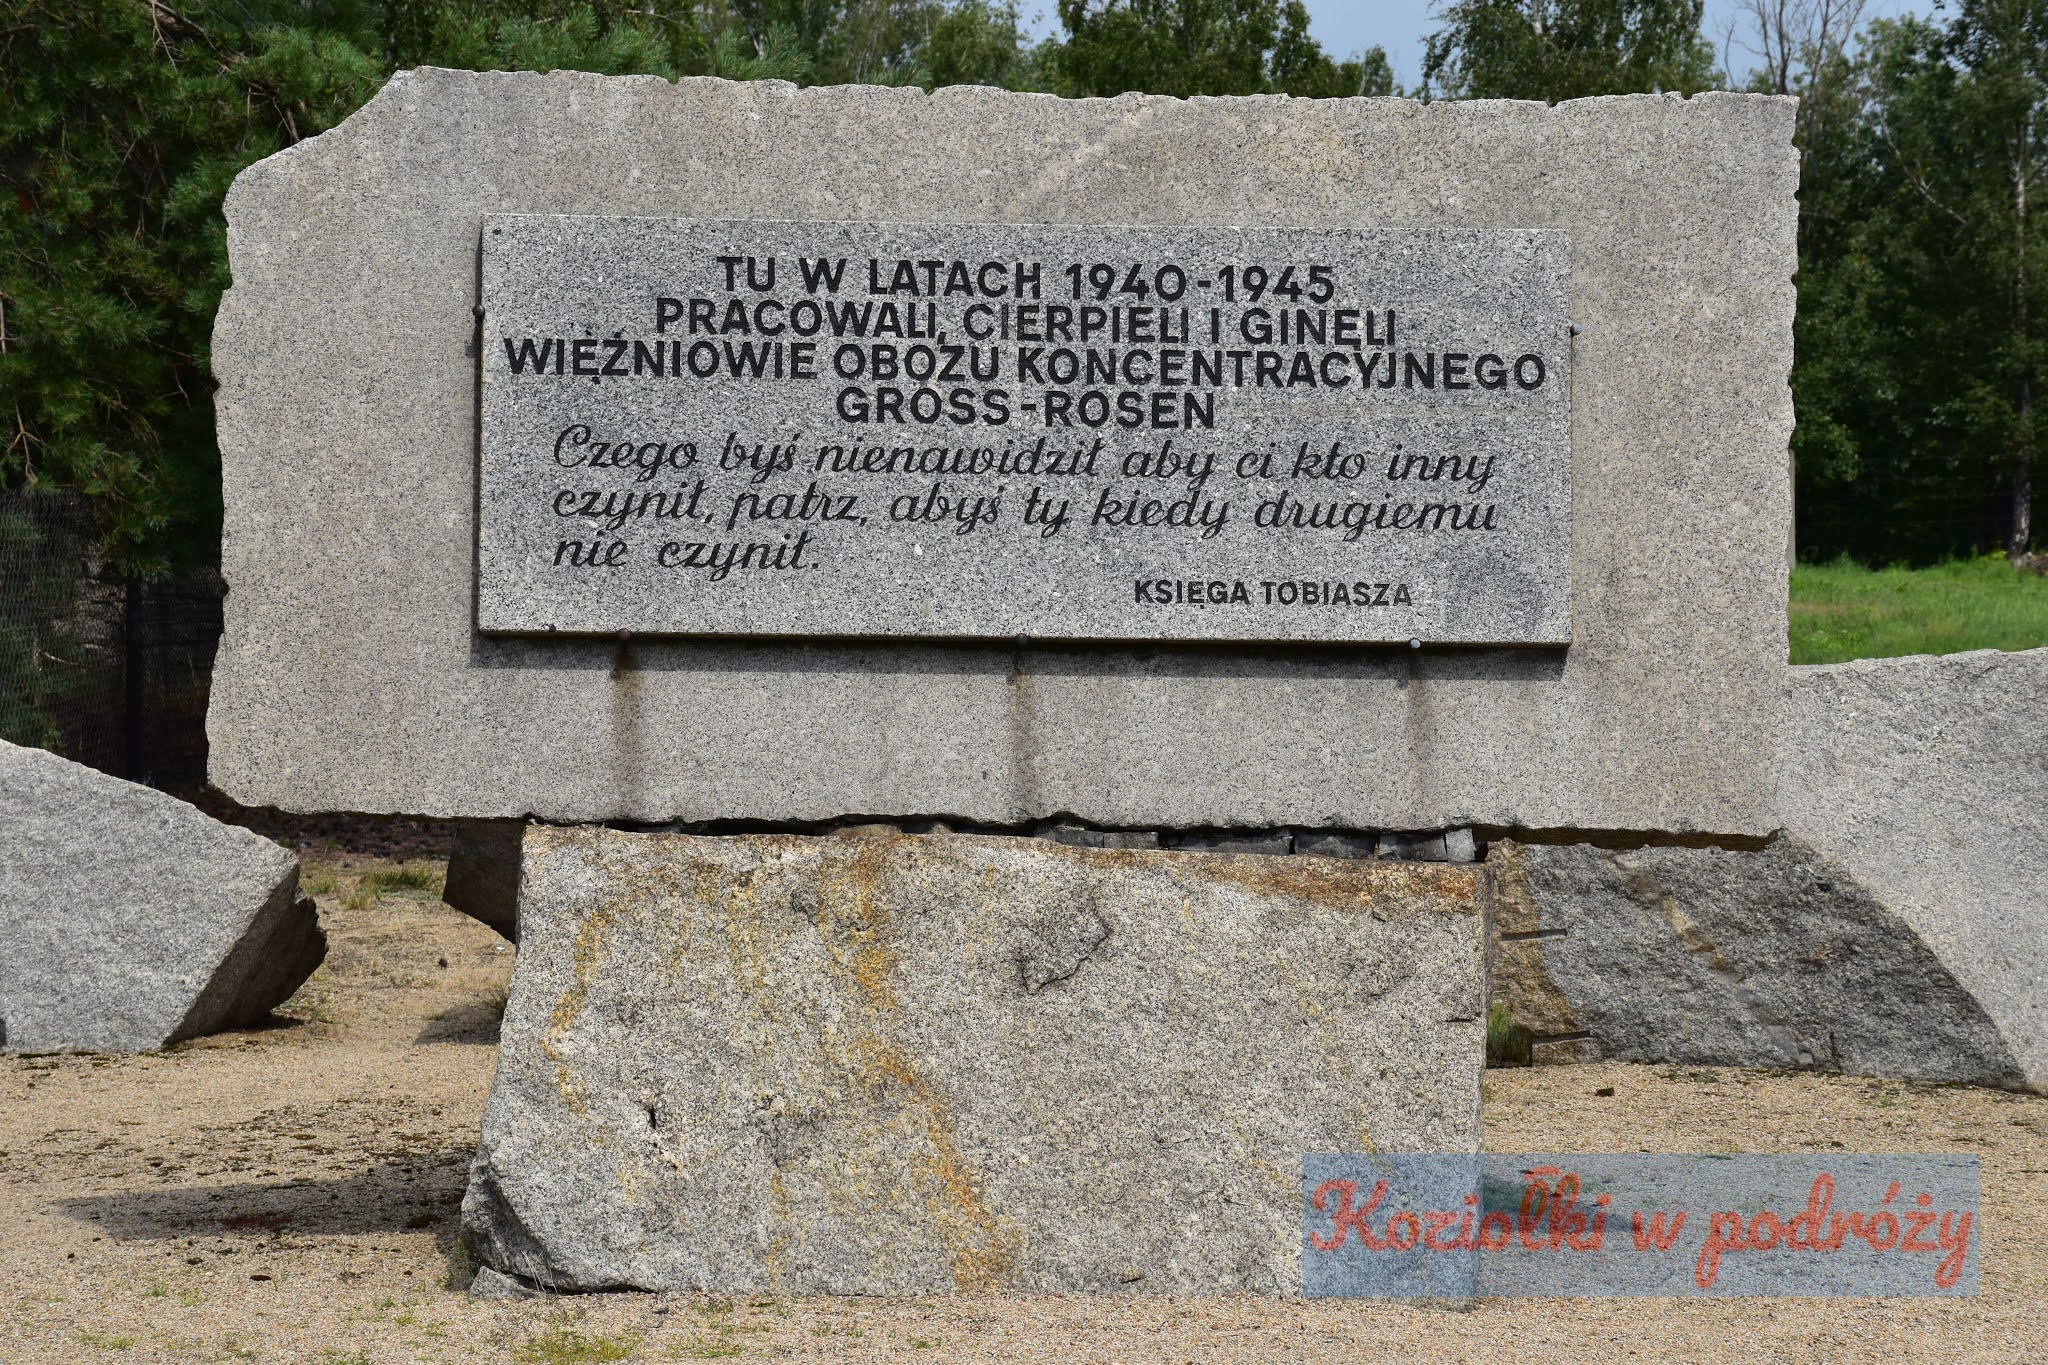 TU W LATACH 1940-1945
PRACOWALI, CIERPIELI I GINĘLI
WIĘŹNIOWIE OBOZU KONCENTRACYJNEGO
GROSS-ROSEN
Czego byś nienawidził aby ci kto inny
czynił, patrz, abyś ty kiedy drugiemu
nie czynił.
KSIĘGA TOBIASZA
Koziołki w podróży